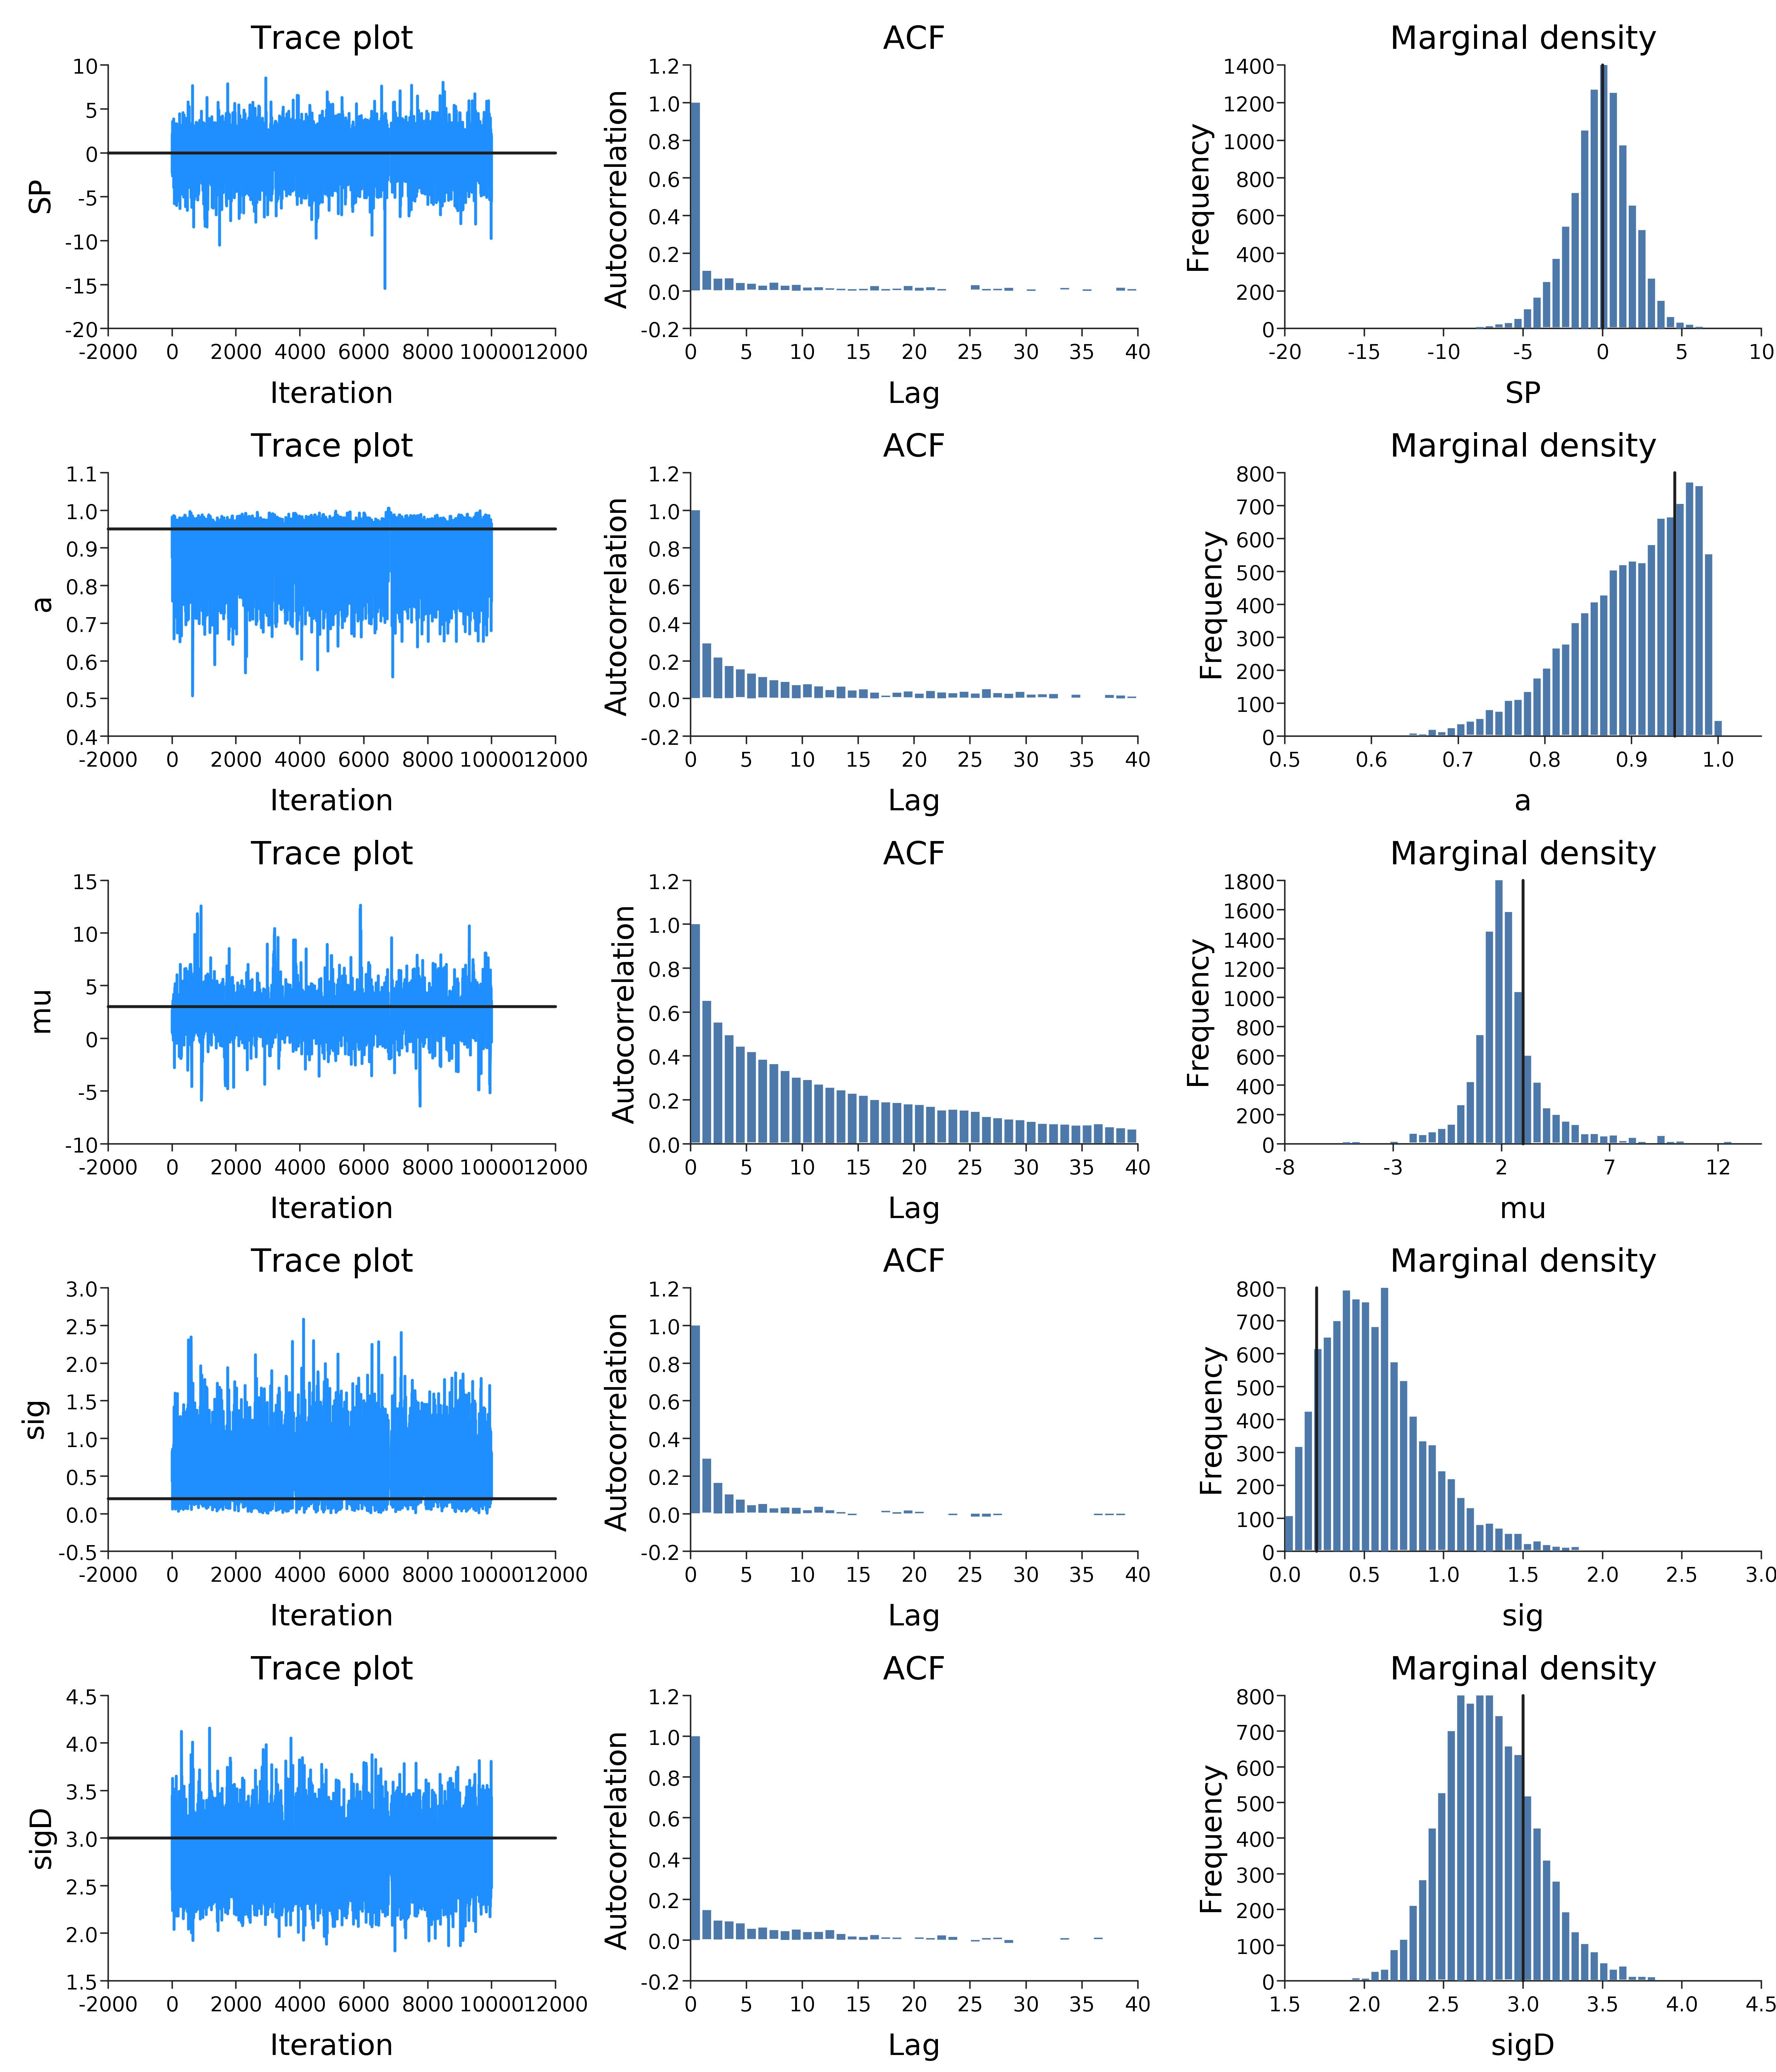 Trace plot ACF Marginal density
10 5 0 -5 -10 -15 -20
SP
-2000 0 2000 4000 6000 8000 10000 12000
Iteration
1.2 1.0 0.8 0.6 0.4 0.2 0.0 -0.2
Autocorrelation
0 5 10 15 20 25 30 35 40
Lag
1400 1200 1000 800 600 400 200 0
Frequency
-20 -15 -10 -5 0 5 10
SP
Trace plot ACF Marginal density
1.1 1.0 0.9 0.8 0.7 0.6 0.5 0.4
a
-2000 0 2000 4000 6000 8000 10000 12000
Iteration
1.2 1.0 0.8 0.6 0.4 0.2 0.0 -0.2
Autocorrelation
0 5 10 15 20 25 30 35 40
Lag
800 700 600 500 400 300 200 100 0
Frequency
0.5 0.6 0.7 0.8 0.9 1.0
a
Trace plot ACF Marginal density
15 10 5 0 -5 -10
mu
-2000 0 2000 4000 6000 8000 10000 12000
Iteration
1.2 1.0 0.8 0.6 0.4 0.2 0.0
Autocorrelation
0 5 10 15 20 25 30 35 40
Lag
1800 1600 1400 1200 1000 800 600 400 200 0
Frequency
-8 -3 2 7 12
mu
Trace plot ACF Marginal density
3.0 2.5 2.0 1.5 1.0 0.5 0.0 -0.5
sig
-2000 0 2000 4000 6000 8000 10000 12000
Iteration
1.2 1.0 0.8 0.6 0.4 0.2 0.0 -0.2
Autocorrelation
0 5 10 15 20 25 30 35 40
Lag
800 700 600 500 400 300 200 100 0
Frequency
0.0 0.5 1.0 1.5 2.0 2.5 3.0
sig
Trace plot ACF Marginal density
4.5 4.0 3.5 3.0 2.5 2.0 1.5
sigD
-2000 0 2000 4000 6000 8000 10000 12000
Iteration
1.2 1.0 0.8 0.6 0.4 0.2 0.0 -0.2
Autocorrelation
0 5 10 15 20 25 30 35 40
Lag
800 700 600 500 400 300 200 100 0
Frequency
1.5 2.0 2.5 3.0 3.5 4.0 4.5
sigD